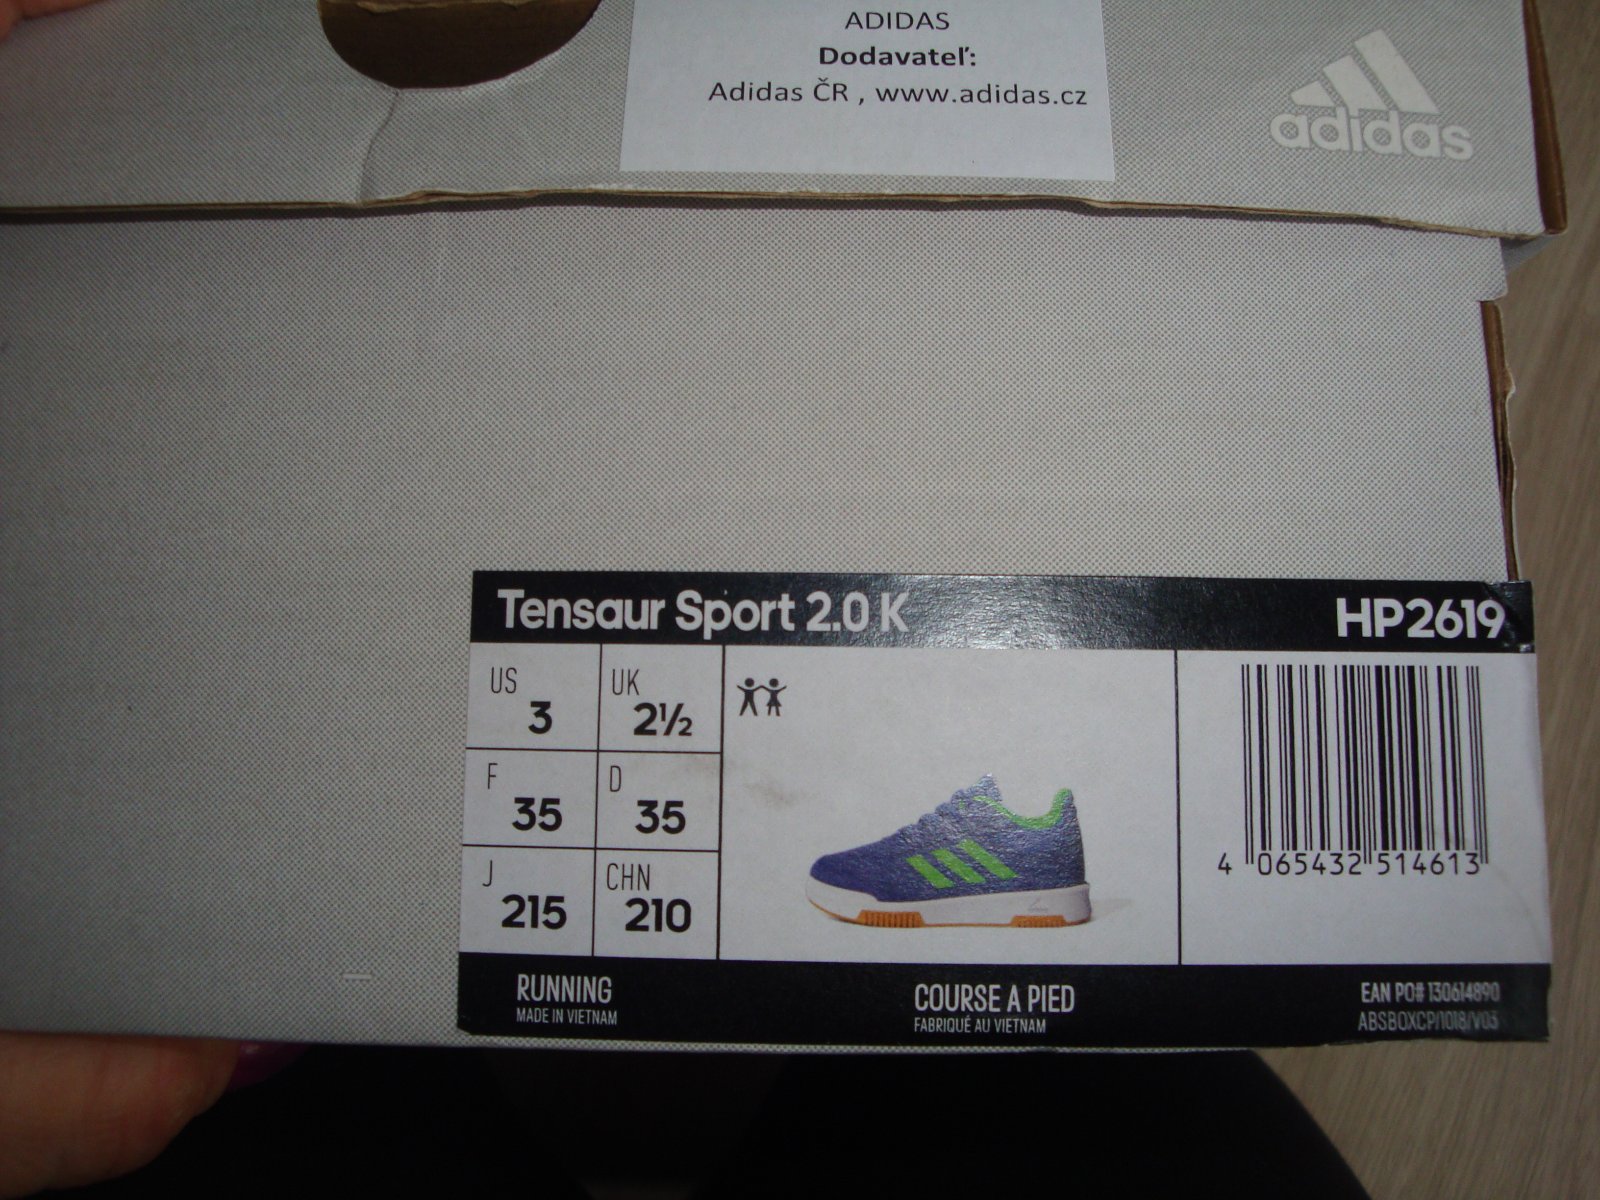 ADIDAS
Dodavateľ:
Adidas ČR , www.adidas.cz
adidas
Tensaur Sport 2.0 K
HP2619
US
3
UK
2½
F
35
D
35
J
215
CHN
210
4 065432 514613
RUNNING
MADE IN VIETNAM
COURSE A PIED
FABRIQUÉ AU VIETNAM
EAN PO# 130614890
ABSBOXCP/1018/V03